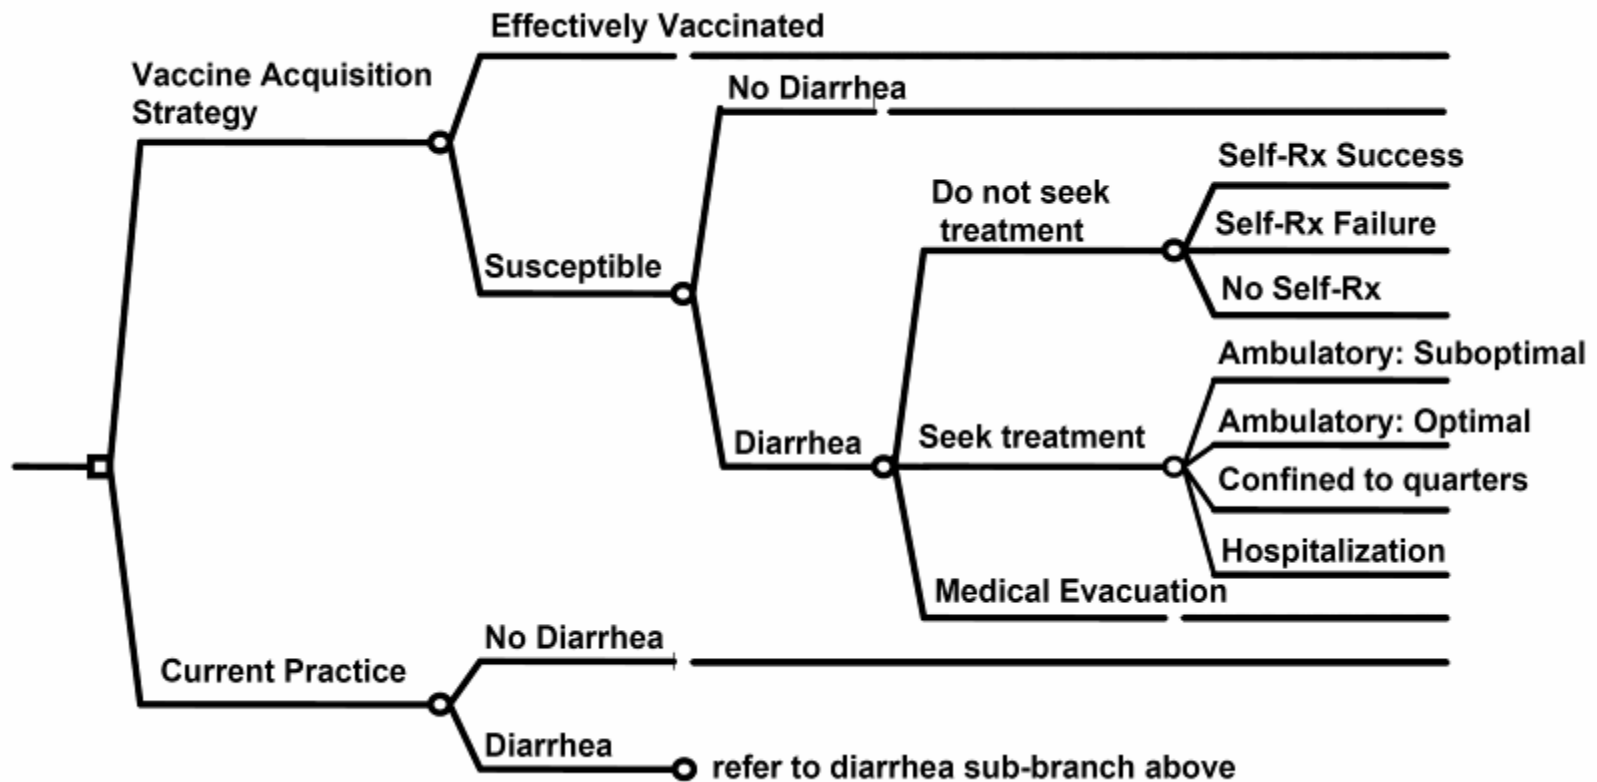 Effectively Vaccinated
Vaccine Acquisition
Strategy
No Diarrhea
Self-Rx Success
Do not seek
treatment
Self-Rx Failure
Susceptible
No Self-Rx
Ambulatory: Suboptimal
Diarrhea
Seek treatment
Ambulatory: Optimal
Confined to quarters
Hospitalization
Medical Evacuation
No Diarrhea
Current Practice
Diarrhea
refer to diarrhea sub-branch above